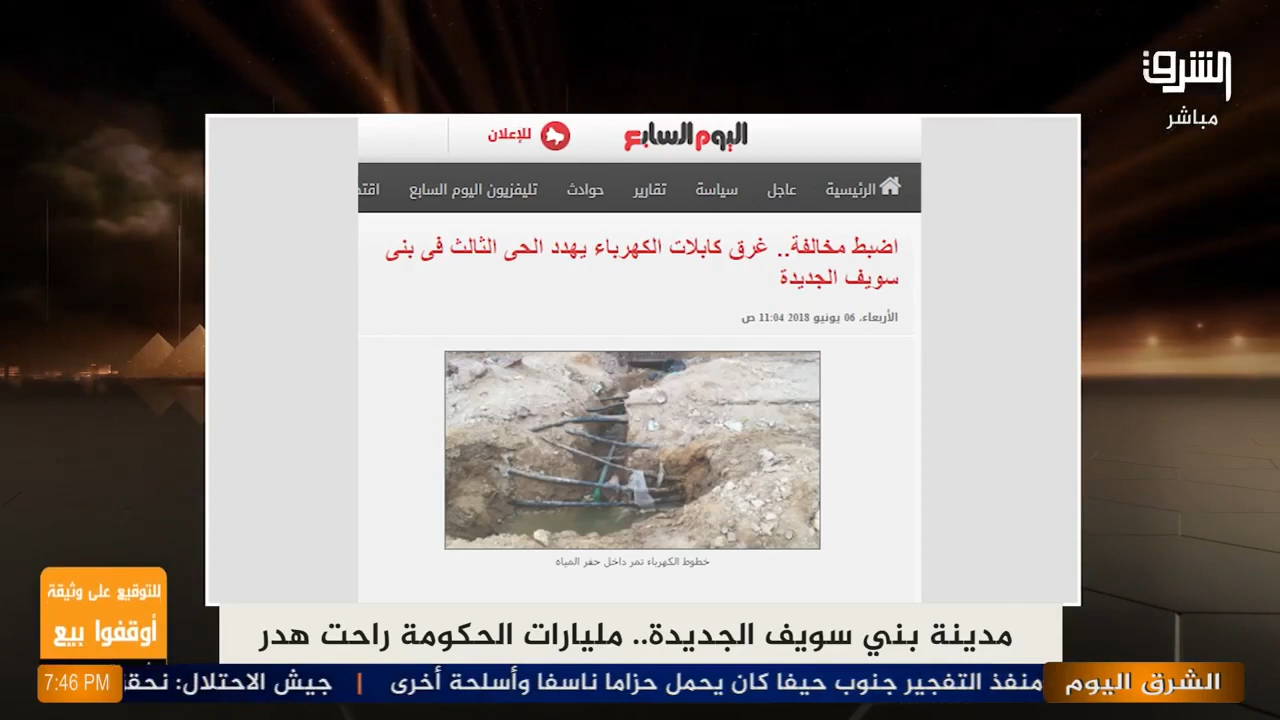 الشرق
مباشر
اليوم السابع
للإعلان
الرئيسية عاجل سياسة تقارير حوادث تليفزيون اليوم السابع
اضبط مخالفة.. غرق كابلات الكهرباء يهدد الحى الثالث فى بنى
سويف الجديدة
الأربعاء، 06 يونيو 2018 11:04 ص
خطوط الكهرباء تمر داخل حفر المياه
للتوقيع على وثيقة
أوقفوا بيع
مدينة بني سويف الجديدة.. مليارات الحكومة راحت هدر
الشرق اليوم
منفذ التفجير جنوب حيفا كان يحمل حزاما ناسفا وأسلحة أخرى | جيش الاحتلال:
7:46 PM